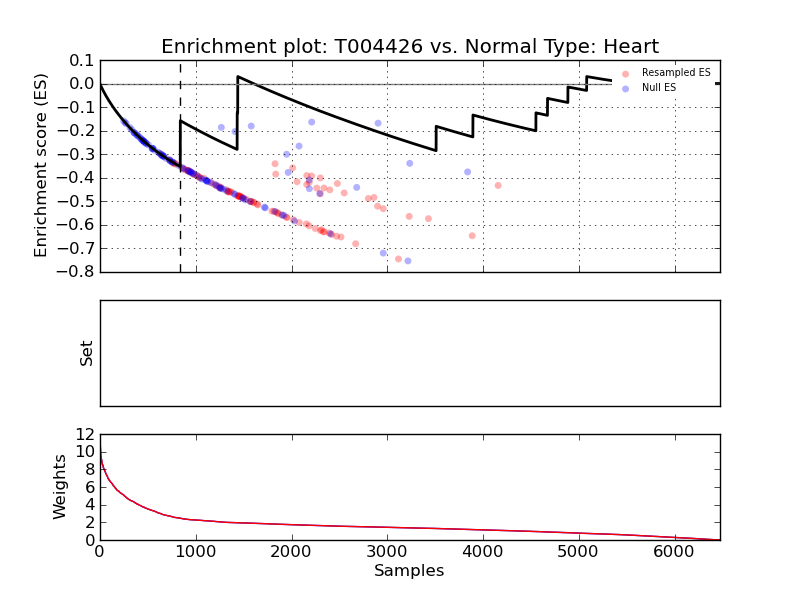 Enrichment plot: T004426 vs. Normal Type: Heart
Enrichment score (ES)
0.1
0.0
−0.1
−0.2
−0.3
−0.4
−0.5
−0.6
−0.7
−0.8
Resampled ES
Null ES
Set
Weights
12
10
8
6
4
2
0
0 1000 2000 3000 4000 5000 6000
Samples